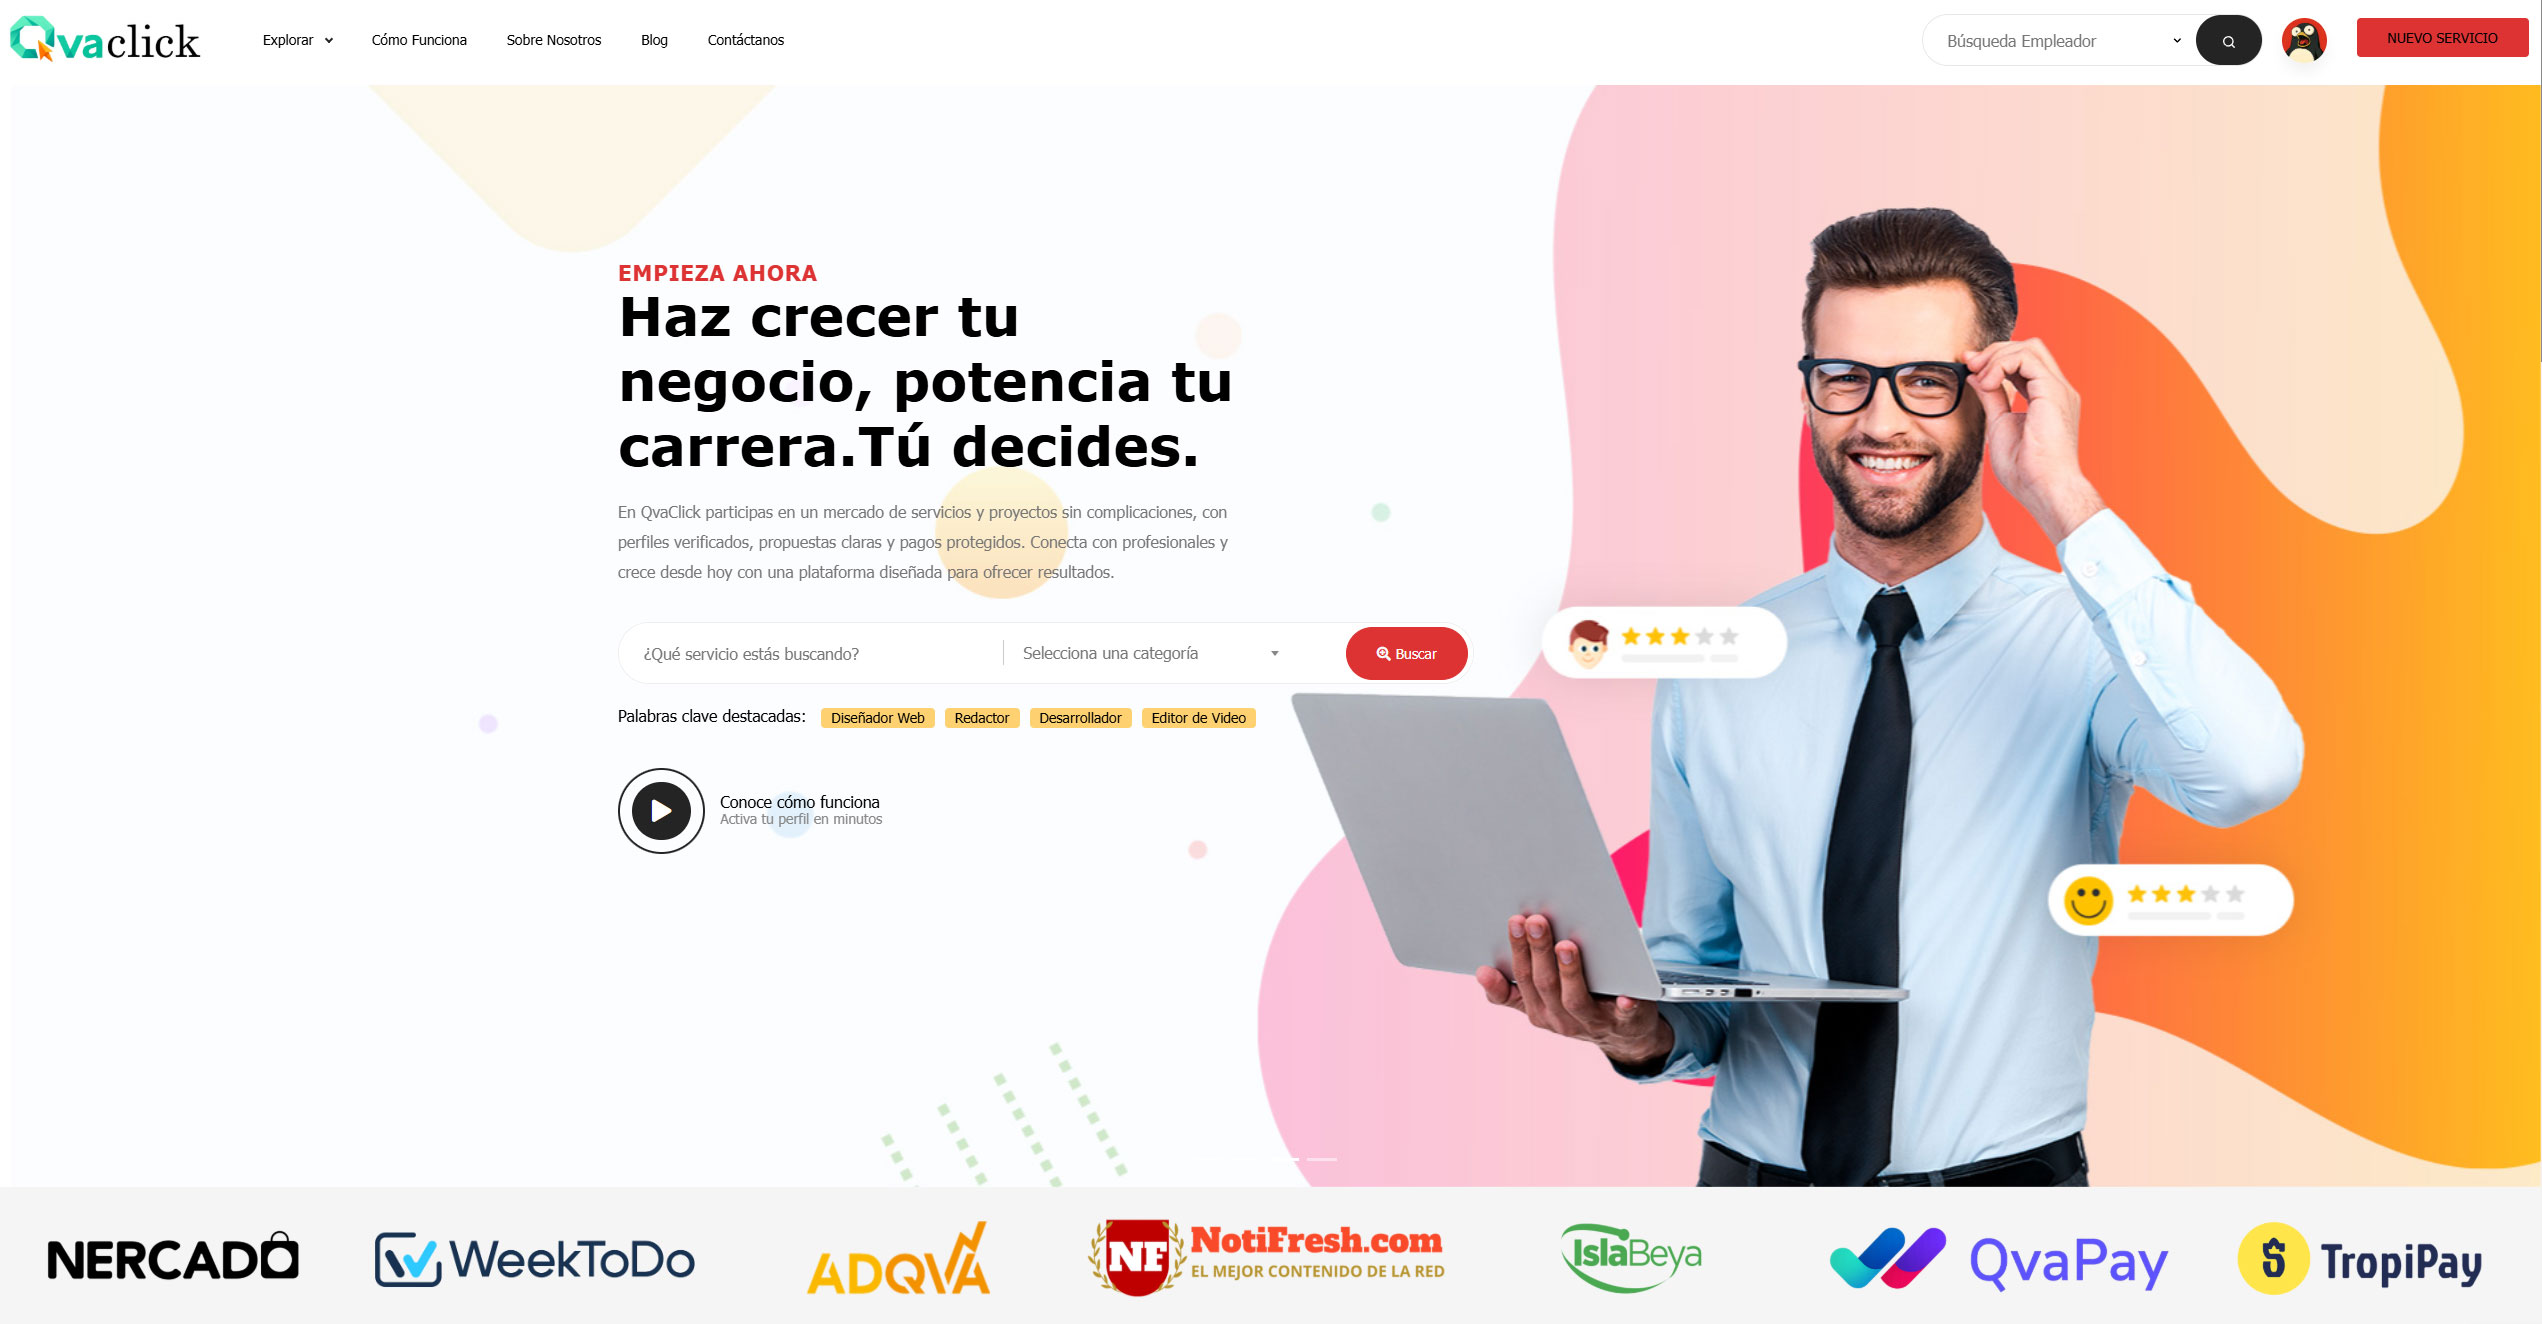 Qvaclick
Explorar
Cómo Funciona
Sobre Nosotros
Blog
Contáctanos
Búsqueda Empleador
NUEVO SERVICIO
EMPIEZA AHORA
Haz crecer tu
negocio, potencia tu
carrera.Tú decides.
En QvaClick participas en un mercado de servicios y proyectos sin complicaciones, con
perfiles verificados, propuestas claras y pagos protegidos. Conecta con profesionales y
crece desde hoy con una plataforma diseñada para ofrecer resultados.
¿Qué servicio estás buscando?
Selecciona una categoría
Buscar
Palabras clave destacadas:
Diseñador Web
Redactor
Desarrollador
Editor de Video
Conoce cómo funciona
Activa tu perfil en minutos
NERCADO
WeekToDo
ADQVA
NF
NotiFresh.com
EL MEJOR CONTENIDO DE LA RED
IslaBeya
QvaPay
$ TropiPay